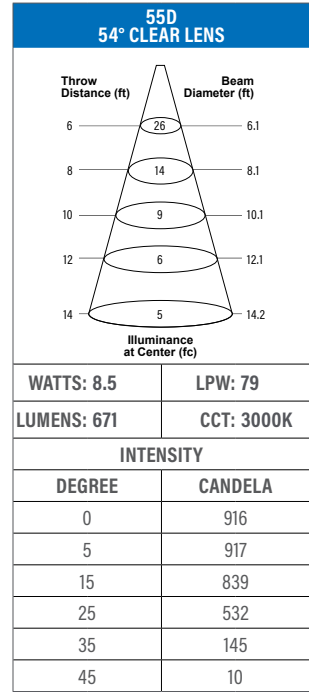 55D
54° CLEAR LENS
Throw Beam
Distance (ft) Diameter (ft)
6 26 6.1
8 14 8.1
10 9 10.1
12 6 12.1
14 5 14.2
Illuminance
at Center (fc)
WATTS: 8.5 LPW: 79
LUMENS: 671 CCT: 3000K
INTENSITY
DEGREE CANDELA
0 916
5 917
15 839
25 532
35 145
45 10